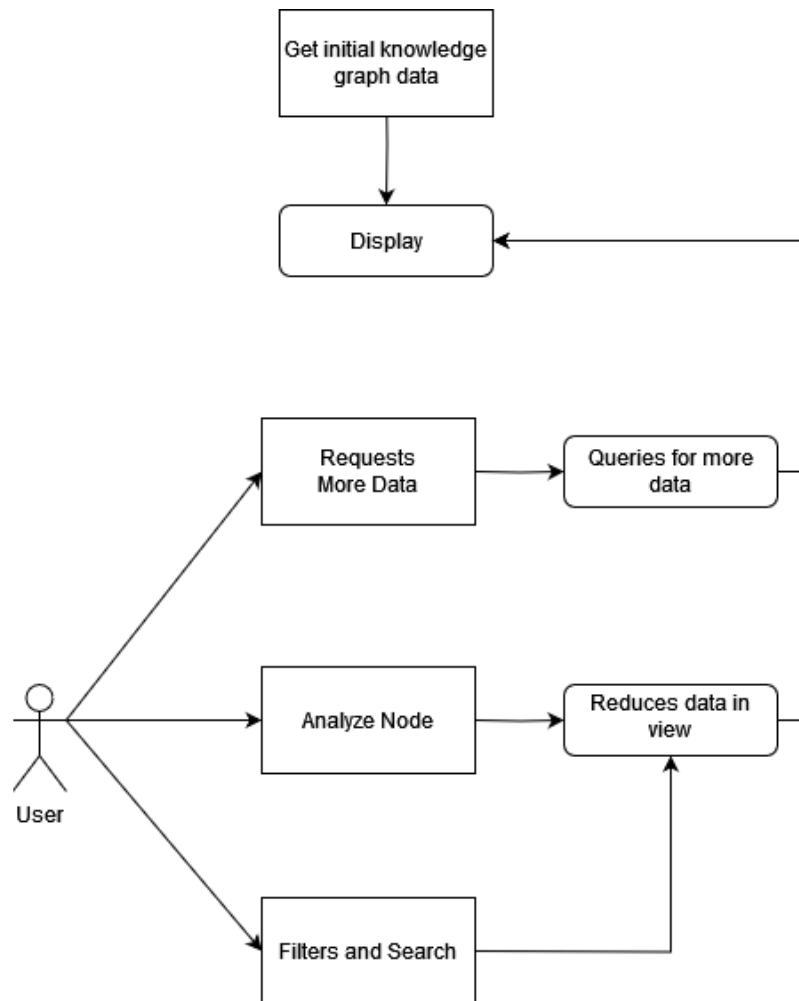 Get initial knowledge
graph data
Display
Requests
More Data
Queries for more
data
Analyze Node
Reduces data in
view
User
Filters and Search